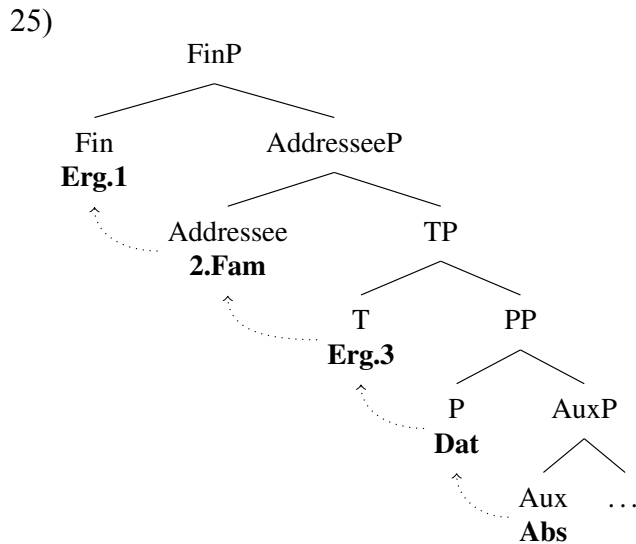 25)
FinP
Fin AddresseeP
Erg.1
Addressee TP
2.Fam
T PP
Erg.3
P AuxP
Dat
Aux ...
Abs